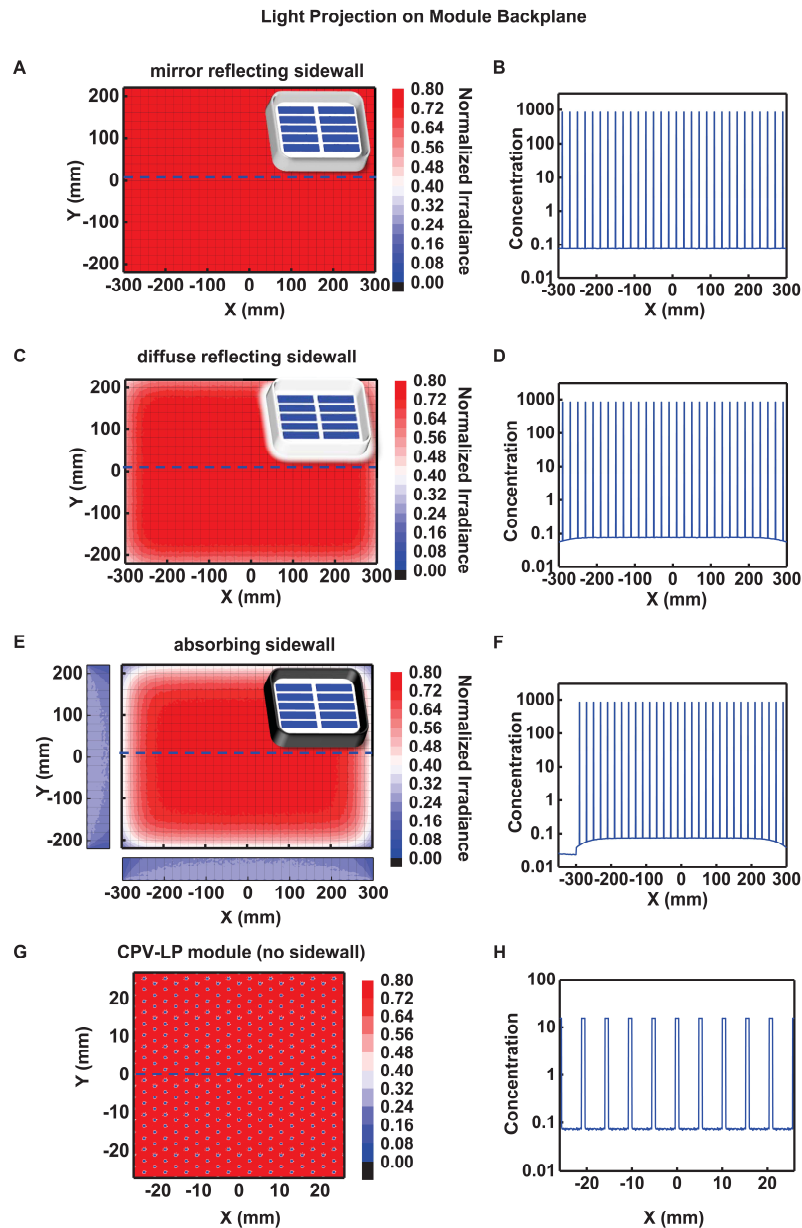 Light Projection on Module Backplane
A
mirror reflecting sidewall
200
100
0
-100
-200
Y (mm)
-300 -200 -100 0 100 200 300
X (mm)
0.80
0.72
0.64
0.56
0.48
0.40
0.32
0.24
0.16
0.08
0.00
Normalized Irradiance
B
1000
100
10
1
0.1
0.01
Concentration
-300 -200 -100 0 100 200 300
X (mm)
C
diffuse reflecting sidewall
200
100
0
-100
-200
Y (mm)
-300 -200 -100 0 100 200 300
X (mm)
0.80
0.72
0.64
0.56
0.48
0.40
0.32
0.24
0.16
0.08
0.00
Normalized Irradiance
D
1000
100
10
1
0.1
0.01
Concentration
-300 -200 -100 0 100 200 300
X (mm)
E
absorbing sidewall
200
100
0
-100
-200
Y (mm)
-300 -200 -100 0 100 200 300
X (mm)
0.80
0.72
0.64
0.56
0.48
0.40
0.32
0.24
0.16
0.08
0.00
Normalized Irradiance
F
1000
100
10
1
0.1
0.01
Concentration
-300 -200 -100 0 100 200 300
X (mm)
G
CPV-LP module (no sidewall)
20
10
0
-10
-20
Y (mm)
-20 -10 0 10 20
X (mm)
0.80
0.72
0.64
0.56
0.48
0.40
0.32
0.24
0.16
0.08
0.00
Normalized Irradiance
H
100
10
1
0.1
0.01
Concentration
-20 -10 0 10 20
X (mm)